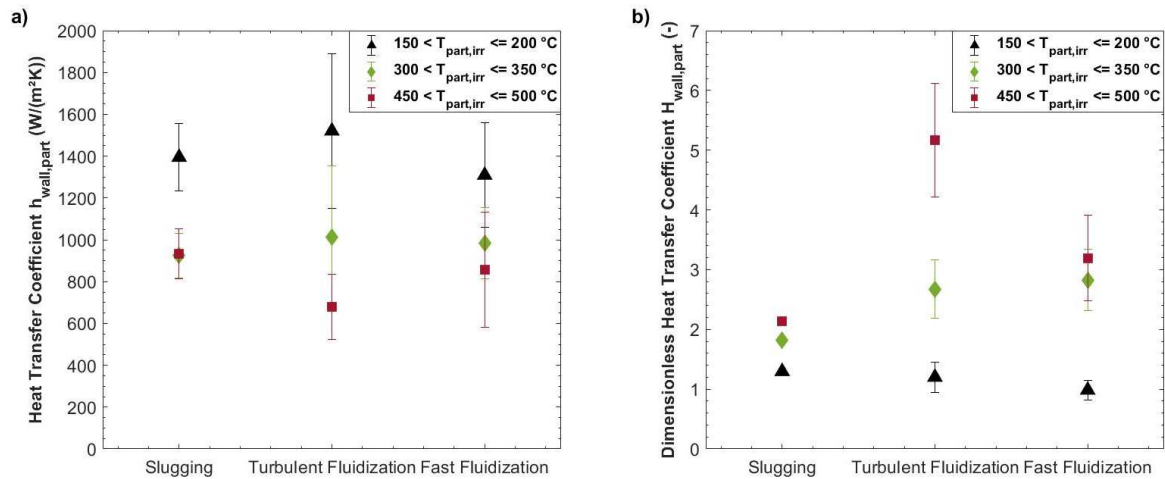 a)
Heat Transfer Coefficient h_wall,part (W/(m²K))
2000
1800
1600
1400
1200
1000
800
600
400
200
0
150 < T_part,irr <= 200 °C
300 < T_part,irr <= 350 °C
450 < T_part,irr <= 500 °C
Slugging Turbulent Fluidization Fast Fluidization
b)
Dimensionless Heat Transfer Coefficient H_wall,part (-)
7
6
5
4
3
2
1
0
150 < T_part,irr <= 200 °C
300 < T_part,irr <= 350 °C
450 < T_part,irr <= 500 °C
Slugging Turbulent Fluidization Fast Fluidization